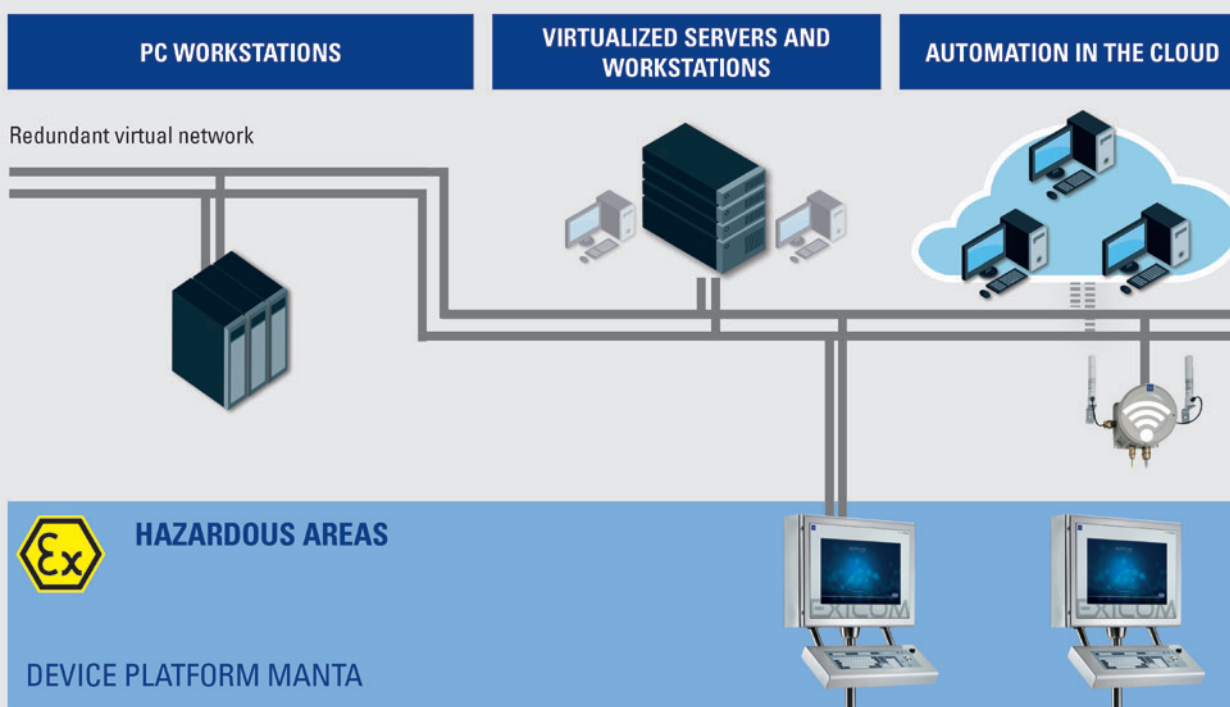 PC WORKSTATIONS
VIRTUALIZED SERVERS AND
WORKSTATIONS
AUTOMATION IN THE CLOUD
Redundant virtual network
HAZARDOUS AREAS
Ex
EXICOM
EXICOM
DEVICE PLATFORM MANTA